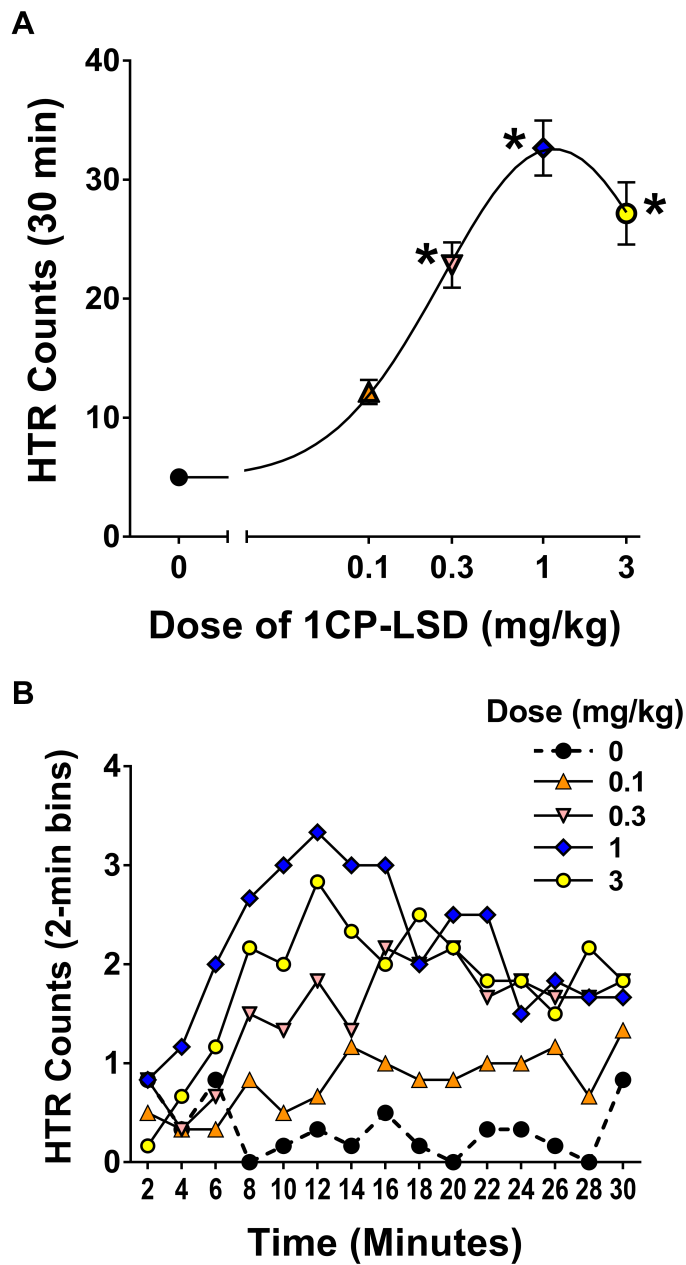 A
HTR Counts (30 min)
40
30
20
10
0
*
*
*
0 0.1 0.3 1 3
Dose of 1CP-LSD (mg/kg)
B
Dose (mg/kg)
0
0.1
0.3
1
3
HTR Counts (2-min bins)
4
3
2
1
0
2 4 6 8 10 12 14 16 18 20 22 24 26 28 30
Time (Minutes)